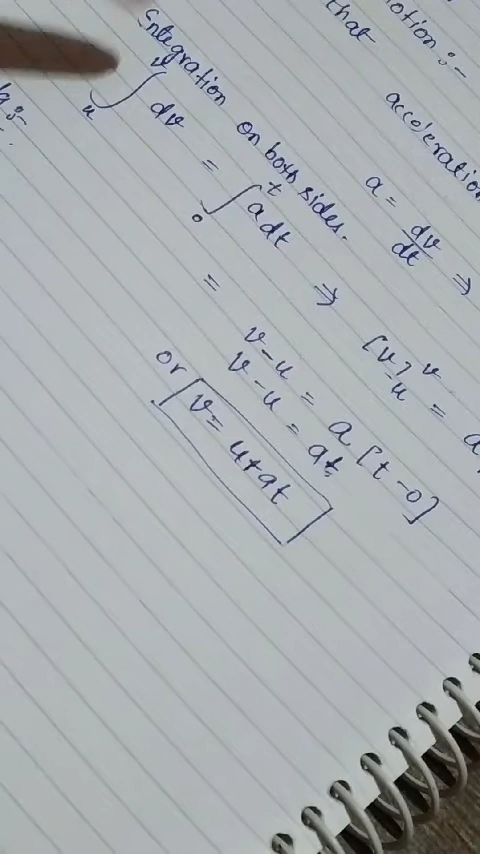 otion :-
that
acceleration
a = dv/dt ⇒
Integration on both sides.
∫ᵤᵛ dv = ∫₀ᵗ a dt ⇒ [v]ᵤᵛ = a
= v-u = a [t-0]
v-u = at
or v = u+at